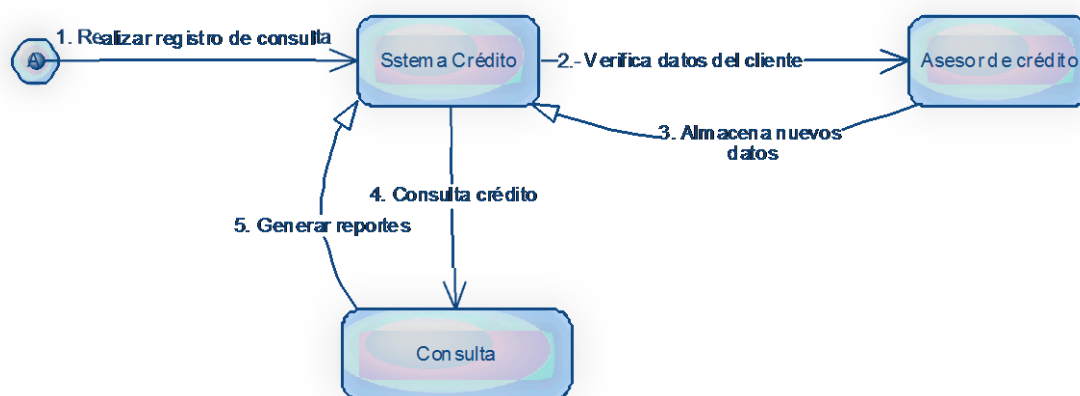 1. Realizar registro de consulta
A
Sstema Crédito
2.- Verifica datos del cliente
Asesor de crédito
3. Almacena nuevos
datos
4. Consulta crédito
5. Generar reportes
Consulta